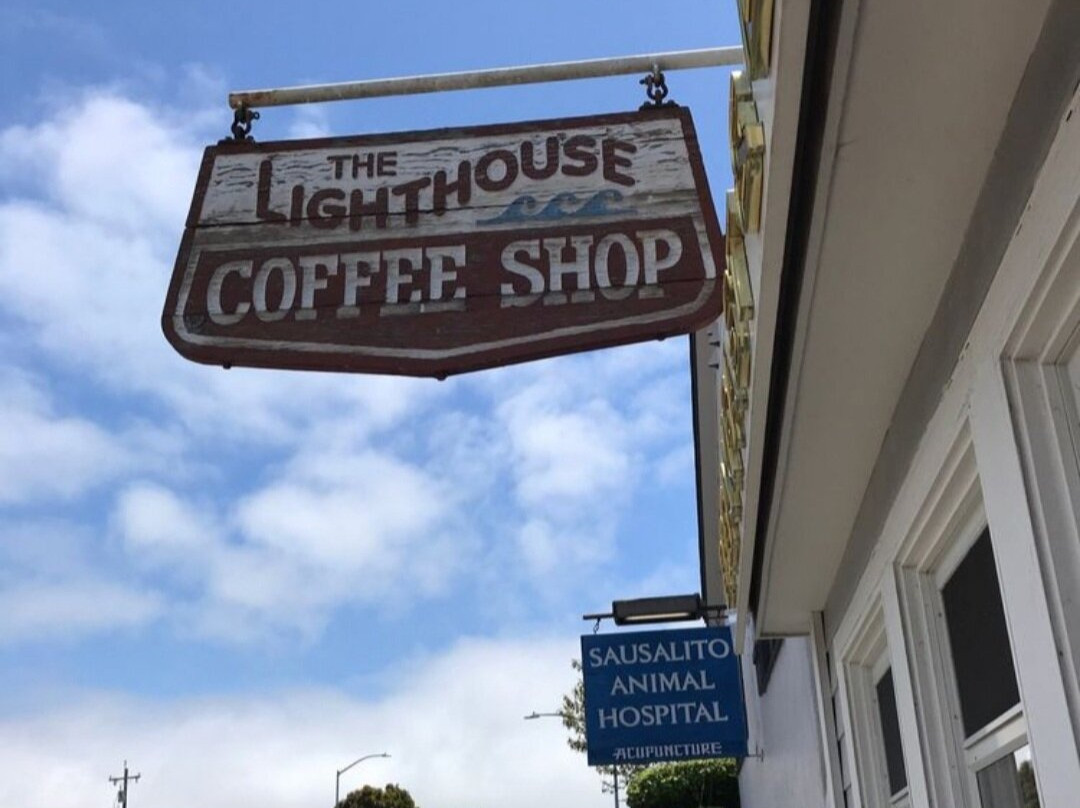 THE
LIGHTHOUSE
COFFEE SHOP
SAUSALITO
ANIMAL
HOSPITAL
ACUPUNCTURE